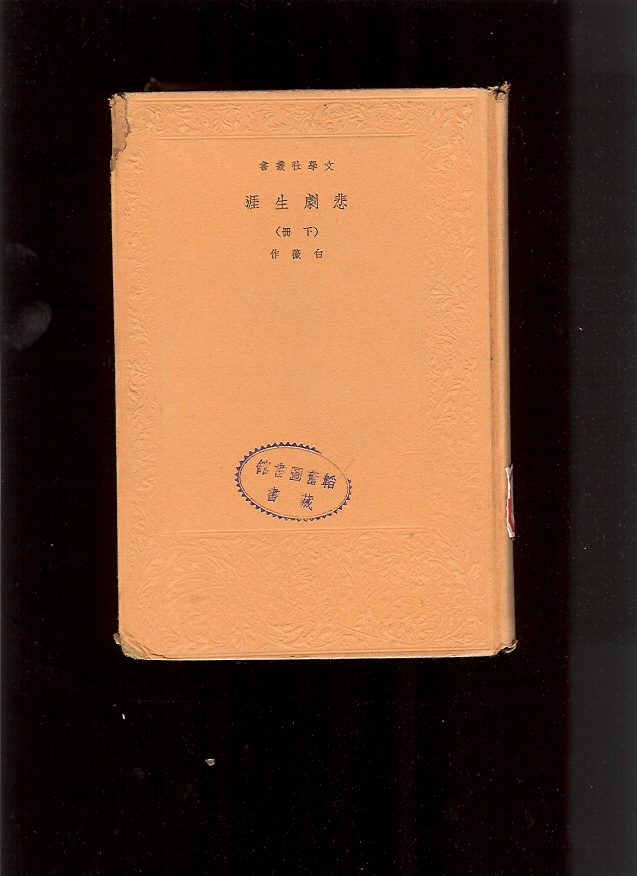 文學社叢書
悲劇生涯
(下冊)
白薇作
韜奮圖書館
藏書